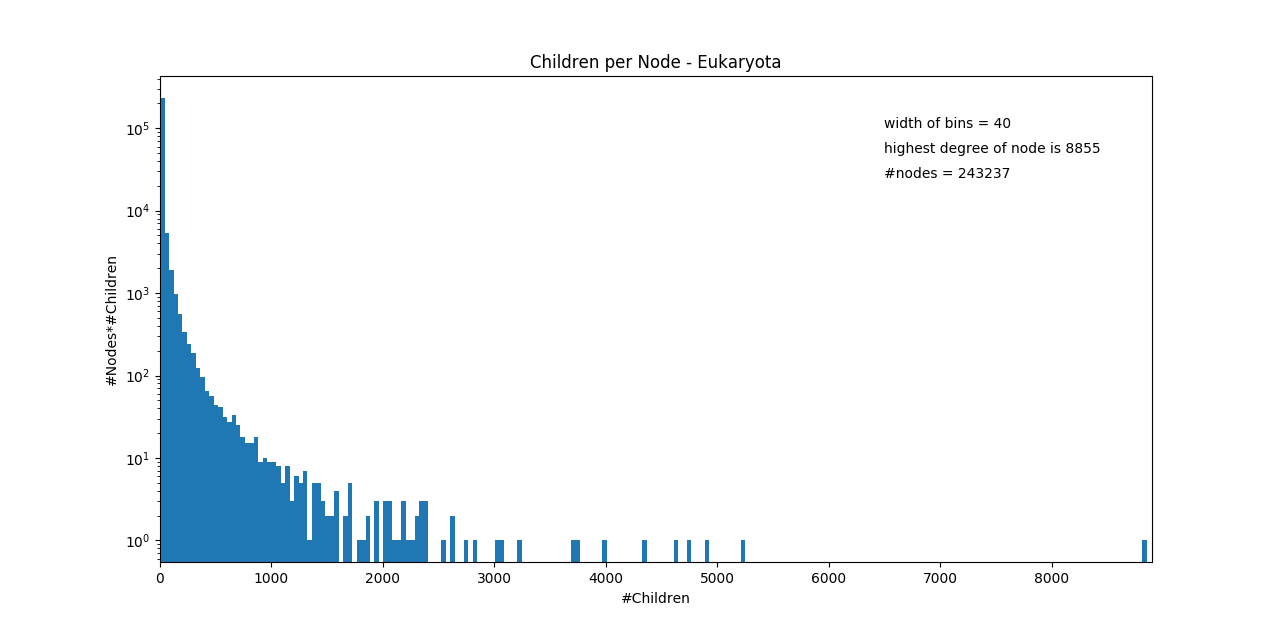 Children per Node - Eukaryota
width of bins = 40
highest degree of node is 8855
#nodes = 243237
#Nodes*#Children
10^5
10^4
10^3
10^2
10^1
10^0
0 1000 2000 3000 4000 5000 6000 7000 8000
#Children